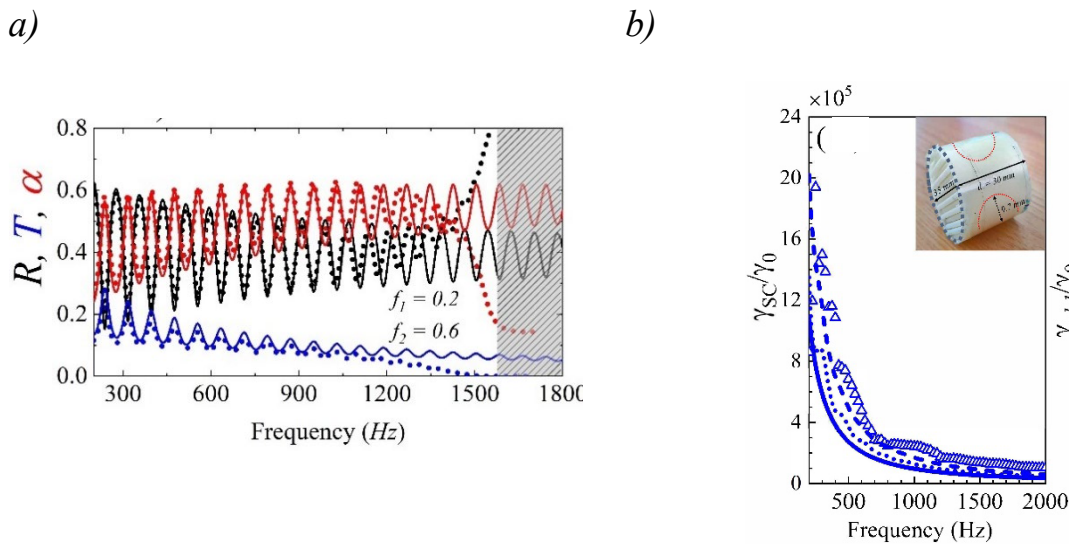 a)
b)
R, T, α
0.8
0.6
0.4
0.2
0.0
f₁ = 0.2
f₂ = 0.6
300 600 900 1200 1500 1800
Frequency (Hz)
×10⁵
24
20
16
12
8
4
0
γSC/γ0
(
35 mm
= 30 mm
500 1000 1500 2000
Frequency (Hz)